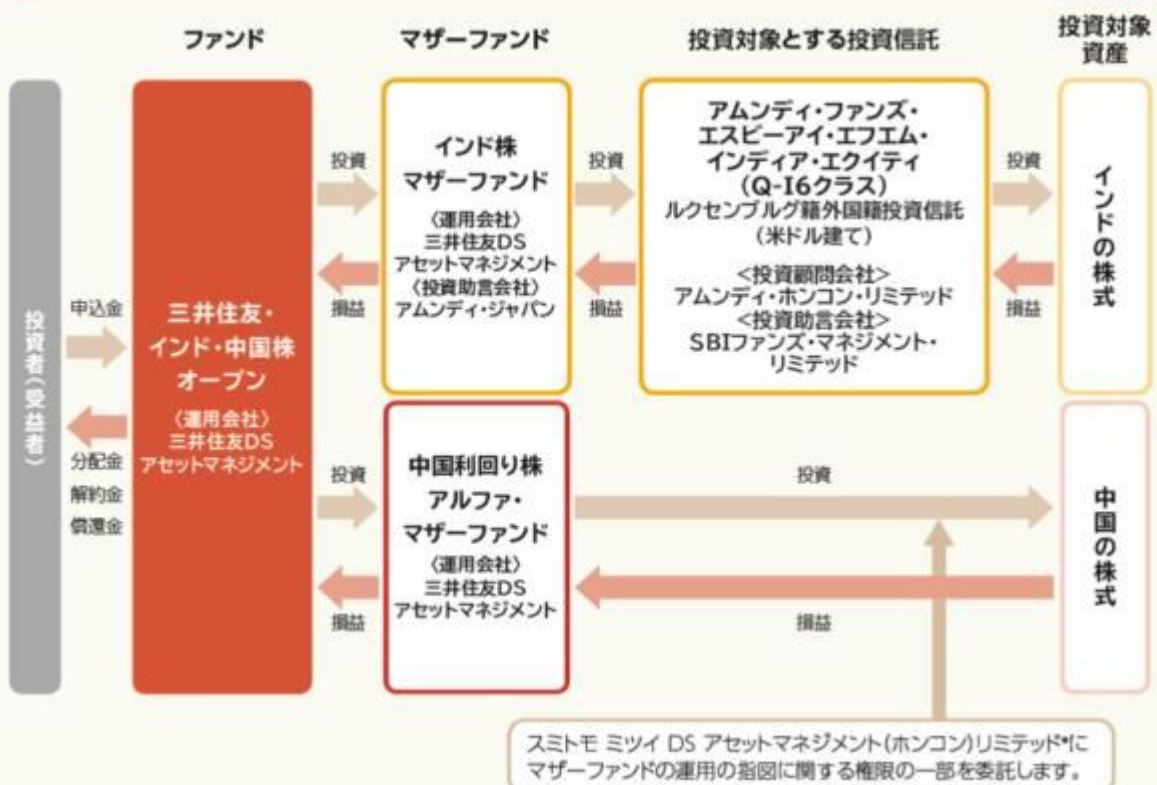 ファンド
マザーファンド
投資対象とする投資信託
投資対象
資産
投資者(受益者)
申込金
分配金
解約金
償還金
三井住友・
インド・中国株
オープン
〈運用会社〉
三井住友DS
アセットマネジメント
投資
損益
インド株
マザーファンド
〈運用会社〉
三井住友DS
アセットマネジメント
〈投資助言会社〉
アムンディ・ジャパン
投資
損益
アムンディ・ファンズ・
エスビーアイ・エフエム・
インディア・エクイティ
(Q-I6クラス)
ルクセンブルグ籍外国籍投資信託
(米ドル建て)
<投資顧問会社>
アムンディ・ホンコン・リミテッド
<投資助言会社>
SBIファンズ・マネジメント・
リミテッド
投資
損益
インドの株式
投資
損益
中国利回り株
アルファ・
マザーファンド
〈運用会社〉
三井住友DS
アセットマネジメント
投資
損益
中国の株式
スミトモ ミツイ DS アセットマネジメント(ホンコン)リミテッド*に
マザーファンドの運用の指図に関する権限の一部を委託します。